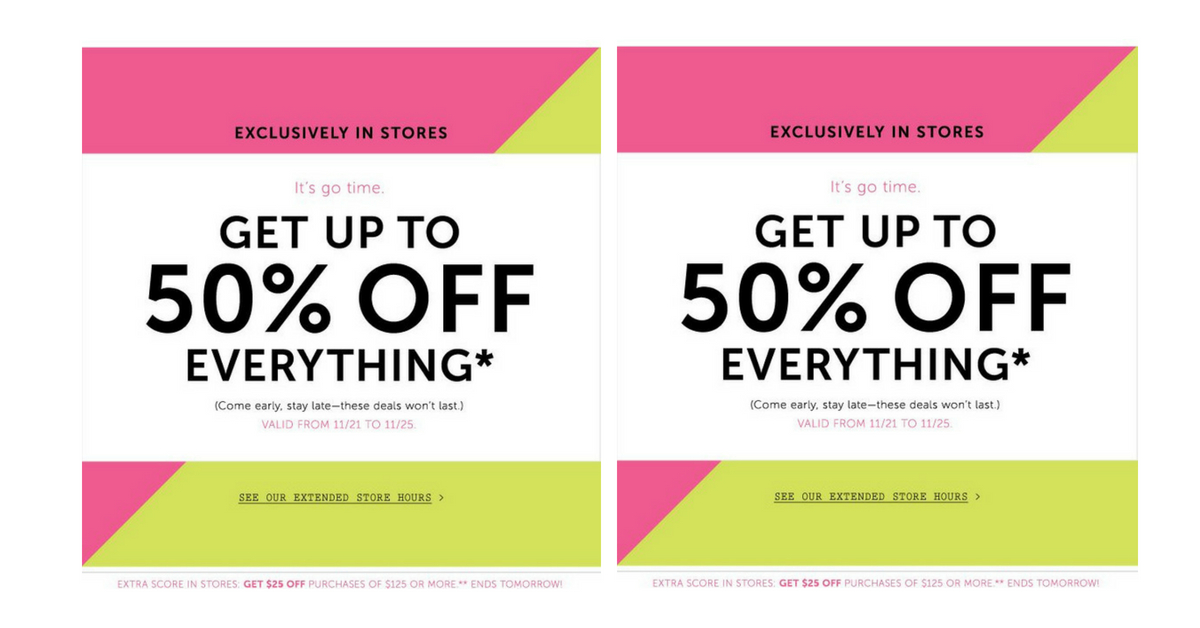 EXCLUSIVELY IN STORES
It's go time.
GET UP TO
50% OFF
EVERYTHING*
(Come early, stay late—these deals won't last.)
VALID FROM 11/21 TO 11/25.
SEE OUR EXTENDED STORE HOURS >
EXTRA SCORE IN STORES: GET $25 OFF PURCHASES OF $125 OR MORE.** ENDS TOMORROW!
EXCLUSIVELY IN STORES
It's go time.
GET UP TO
50% OFF
EVERYTHING*
(Come early, stay late—these deals won't last.)
VALID FROM 11/21 TO 11/25.
SEE OUR EXTENDED STORE HOURS >
EXTRA SCORE IN STORES: GET $25 OFF PURCHASES OF $125 OR MORE.** ENDS TOMORROW!